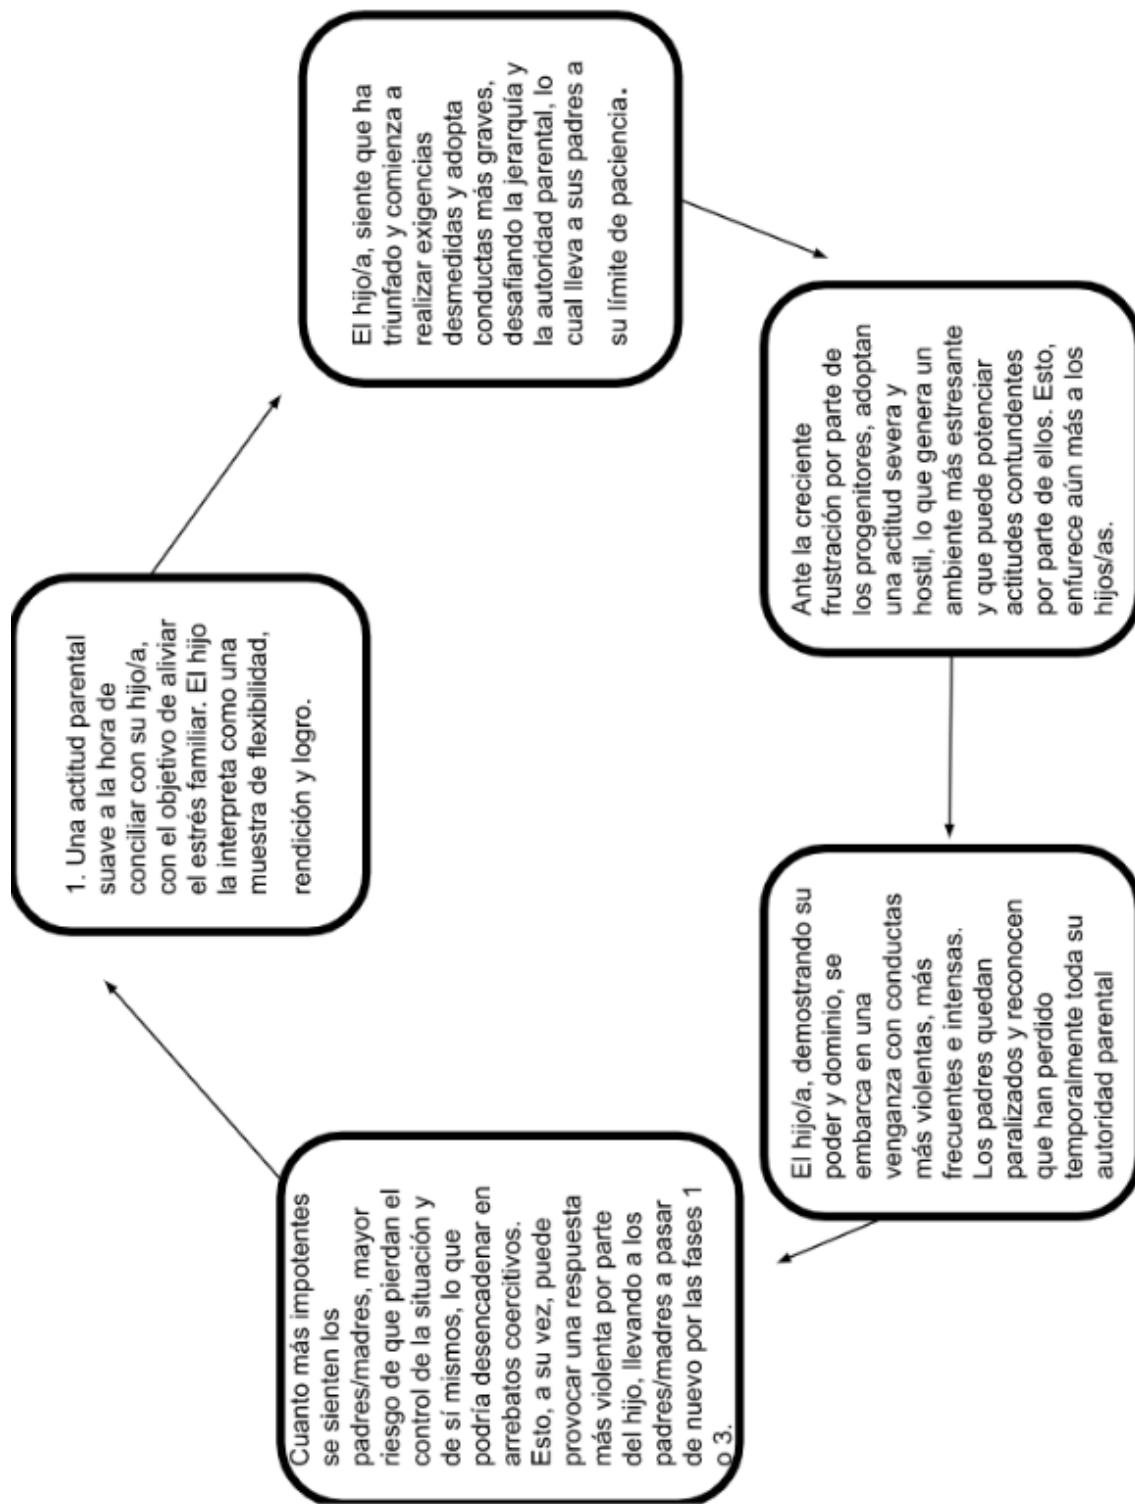 1. Una actitud parental
suave a la hora de
conciliar con su hijo/a,
con el objetivo de aliviar
el estrés familiar. El hijo
la interpreta como una
muestra de flexibilidad,
rendición y logro.
El hijo/a, siente que ha
triunfado y comienza a
realizar exigencias
desmedidas y adopta
conductas más graves,
desafiando la jerarquía y
la autoridad parental, lo
cual lleva a sus padres a
su límite de paciencia.
Ante la creciente
frustración por parte de
los progenitores, adoptan
una actitud severa y
hostil, lo que genera un
ambiente más estresante
y que puede potenciar
actitudes contundentes
por parte de ellos. Esto,
enfurece aún más a los
hijos/as.
El hijo/a, demostrando su
poder y dominio, se
embarca en una
venganza con conductas
más violentas, más
frecuentes e intensas.
Los padres quedan
paralizados y reconocen
que han perdido
temporalmente toda su
autoridad parental
Cuanto más impotentes
se sienten los
padres/madres, mayor
riesgo de que pierdan el
control de la situación y
de sí mismos, lo que
podría desencadenar en
arrebatos coercitivos.
Esto, a su vez, puede
provocar una respuesta
más violenta por parte
del hijo, llevando a los
padres/madres a pasar
de nuevo por las fases 1
o 3.